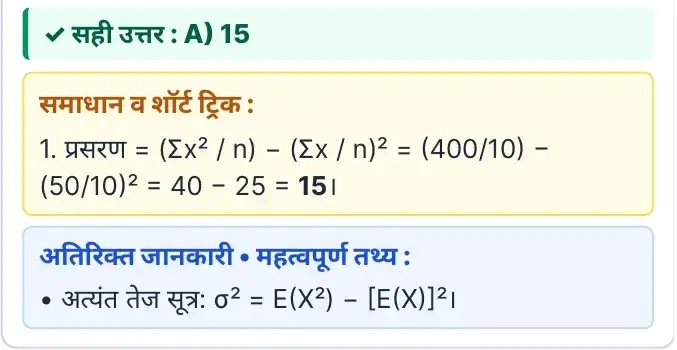 ✓ सही उत्तर : A) 15
समाधान व शॉर्ट ट्रिक :
1. प्रसरण = (Σx² / n) − (Σx / n)² = (400/10) −
(50/10)² = 40 − 25 = 15।
अतिरिक्त जानकारी • महत्वपूर्ण तथ्य :
• अत्यंत तेज सूत्र: σ² = E(X²) − [E(X)]²।